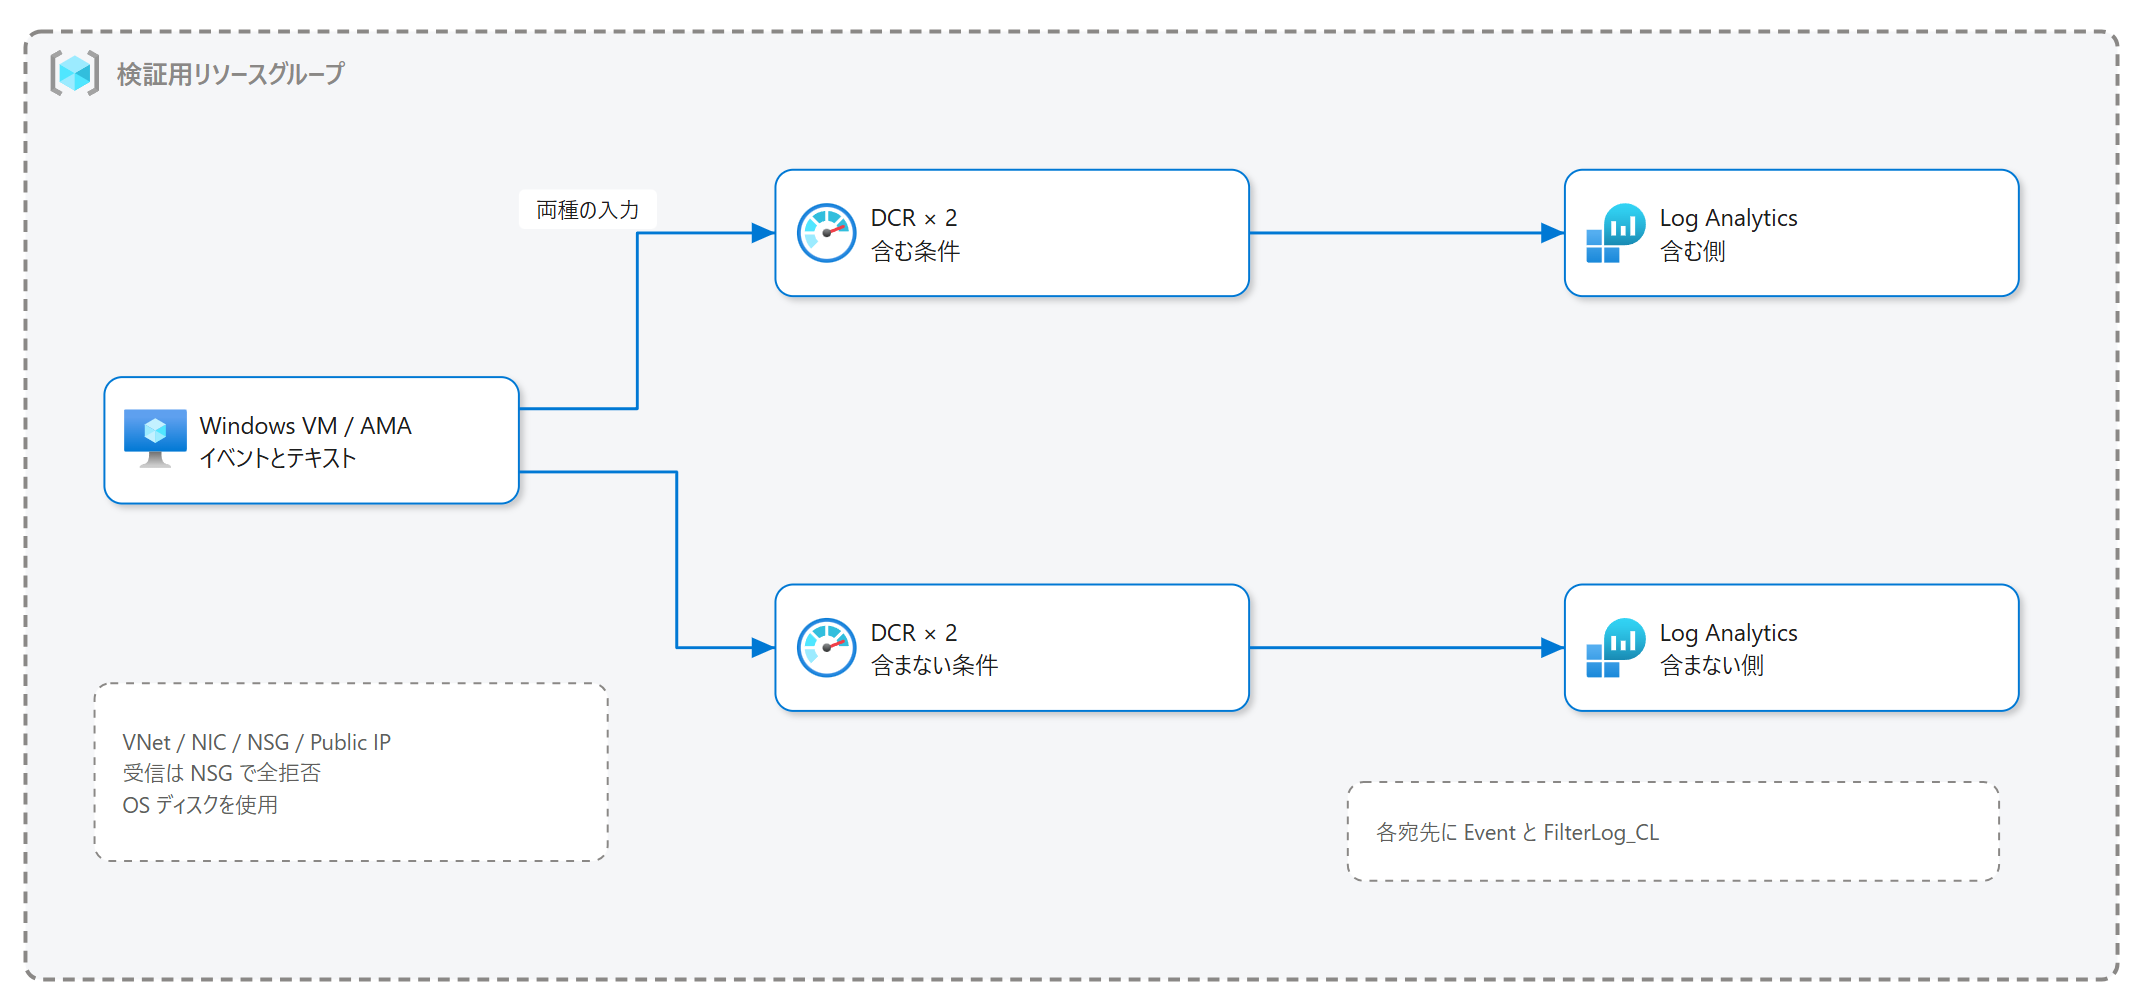 検証用リソースグループ
両種の入力
DCR × 2
含む条件
Log Analytics
含む側
Windows VM / AMA
イベントとテキスト
DCR × 2
含まない条件
Log Analytics
含まない側
VNet / NIC / NSG / Public IP
受信は NSG で全拒否
OS ディスクを使用
各宛先に Event と FilterLog_CL